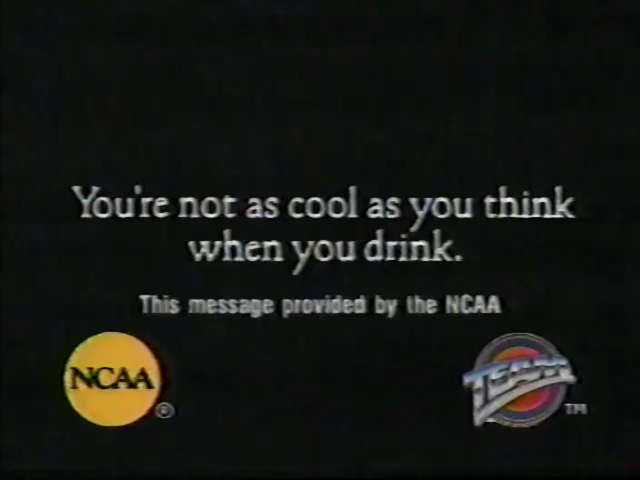 You're not as cool as you think
when you drink.
This message provided by the NCAA
NCAA ®
TEAM ™